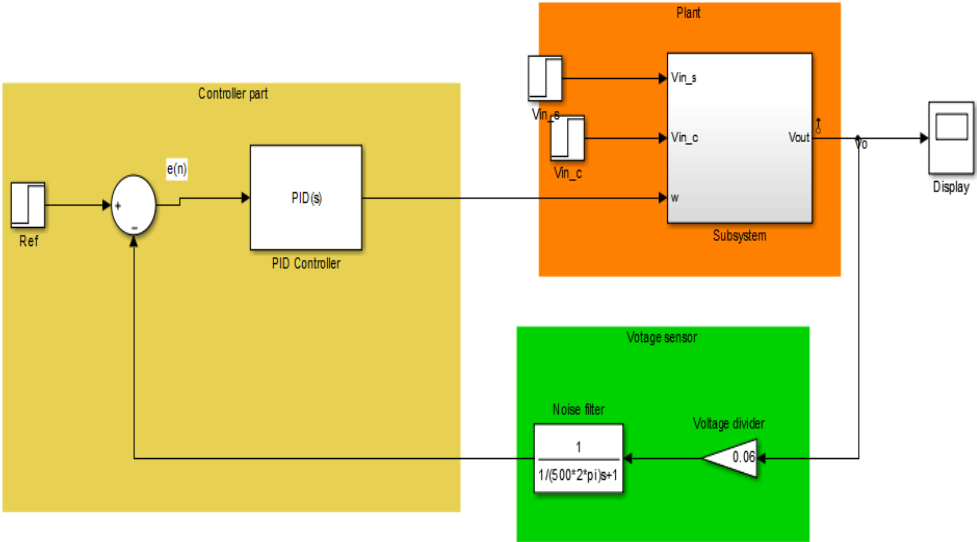 Plant
Vin_s
Vin_s
Vin_c
Vin_c
w
Vout
Subsystem
Vo
Display
Controller part
e(n)
+
−
Ref
PID(s)
PID Controller
Votage sensor
Noise filter
1
1/(500*2*pi)s+1
Voltage divider
0.06